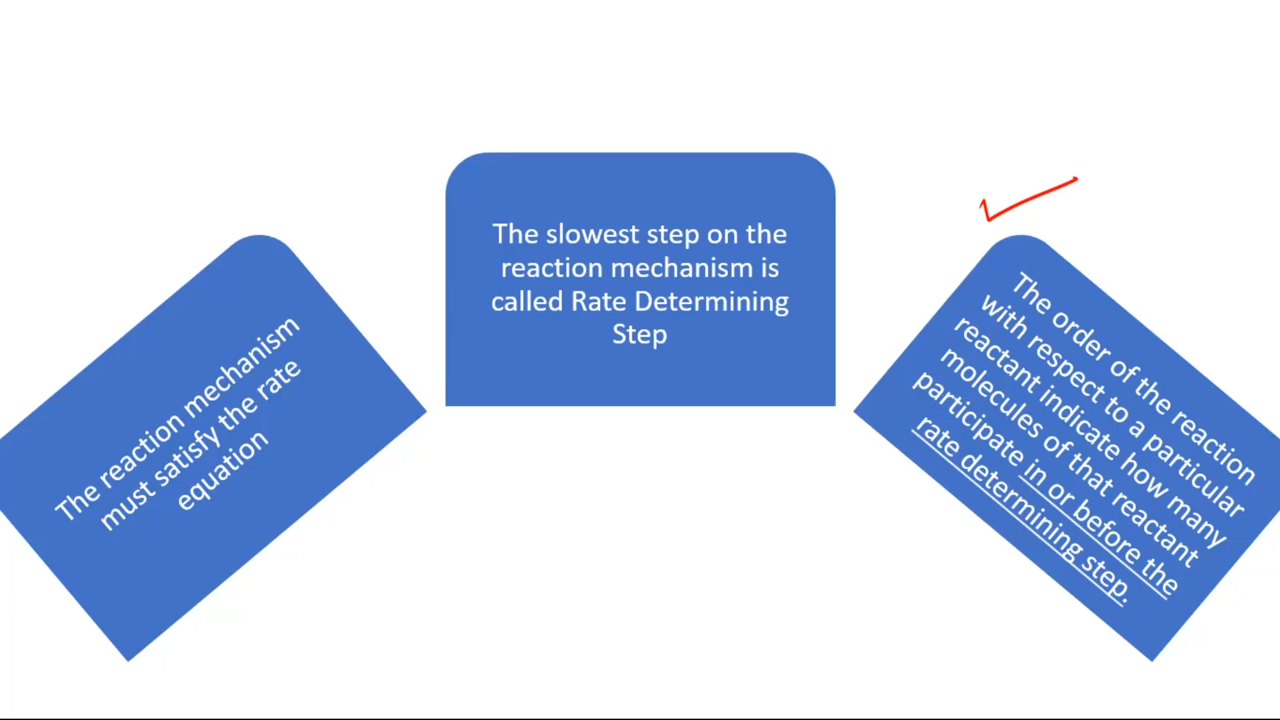 The reaction mechanism
must satisfy the rate
equation
The slowest step on the
reaction mechanism is
called Rate Determining
Step
The order of the reaction
with respect to a particular
reactant indicate how many
molecules of that reactant
participate in or before the
rate determining step.